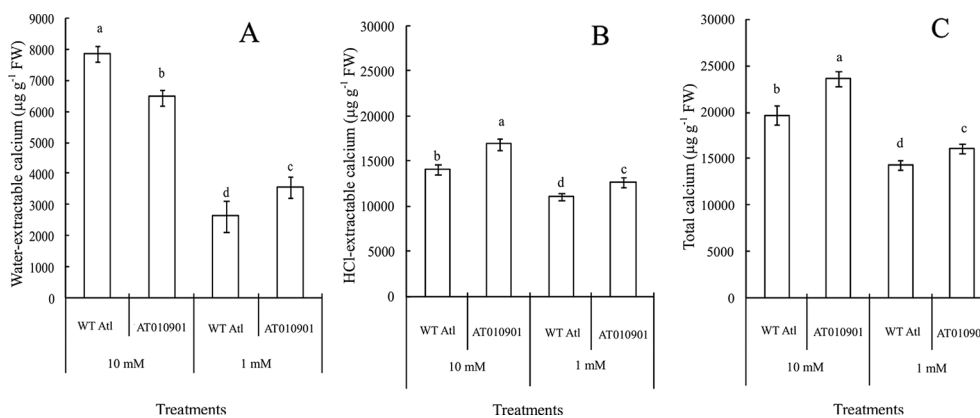 A
Water-extractable calcium (µg g-1 FW)
9000
8000
7000
6000
5000
4000
3000
2000
1000
0
a
b
d
c
WT Atl AT010901 WT Atl AT010901
10 mM 1 mM
Treatments
B
HCl-extractable calcium (µg g-1 FW)
30000
25000
20000
15000
10000
5000
0
b
a
d
c
WT Atl AT010901 WT Atl AT010901
10 mM 1 mM
Treatments
C
Total calcium (µg g-1 FW)
30000
25000
20000
15000
10000
5000
0
b
a
d
c
WT Atl AT010901 WT Atl AT01090
10 mM 1 mM
Treatments